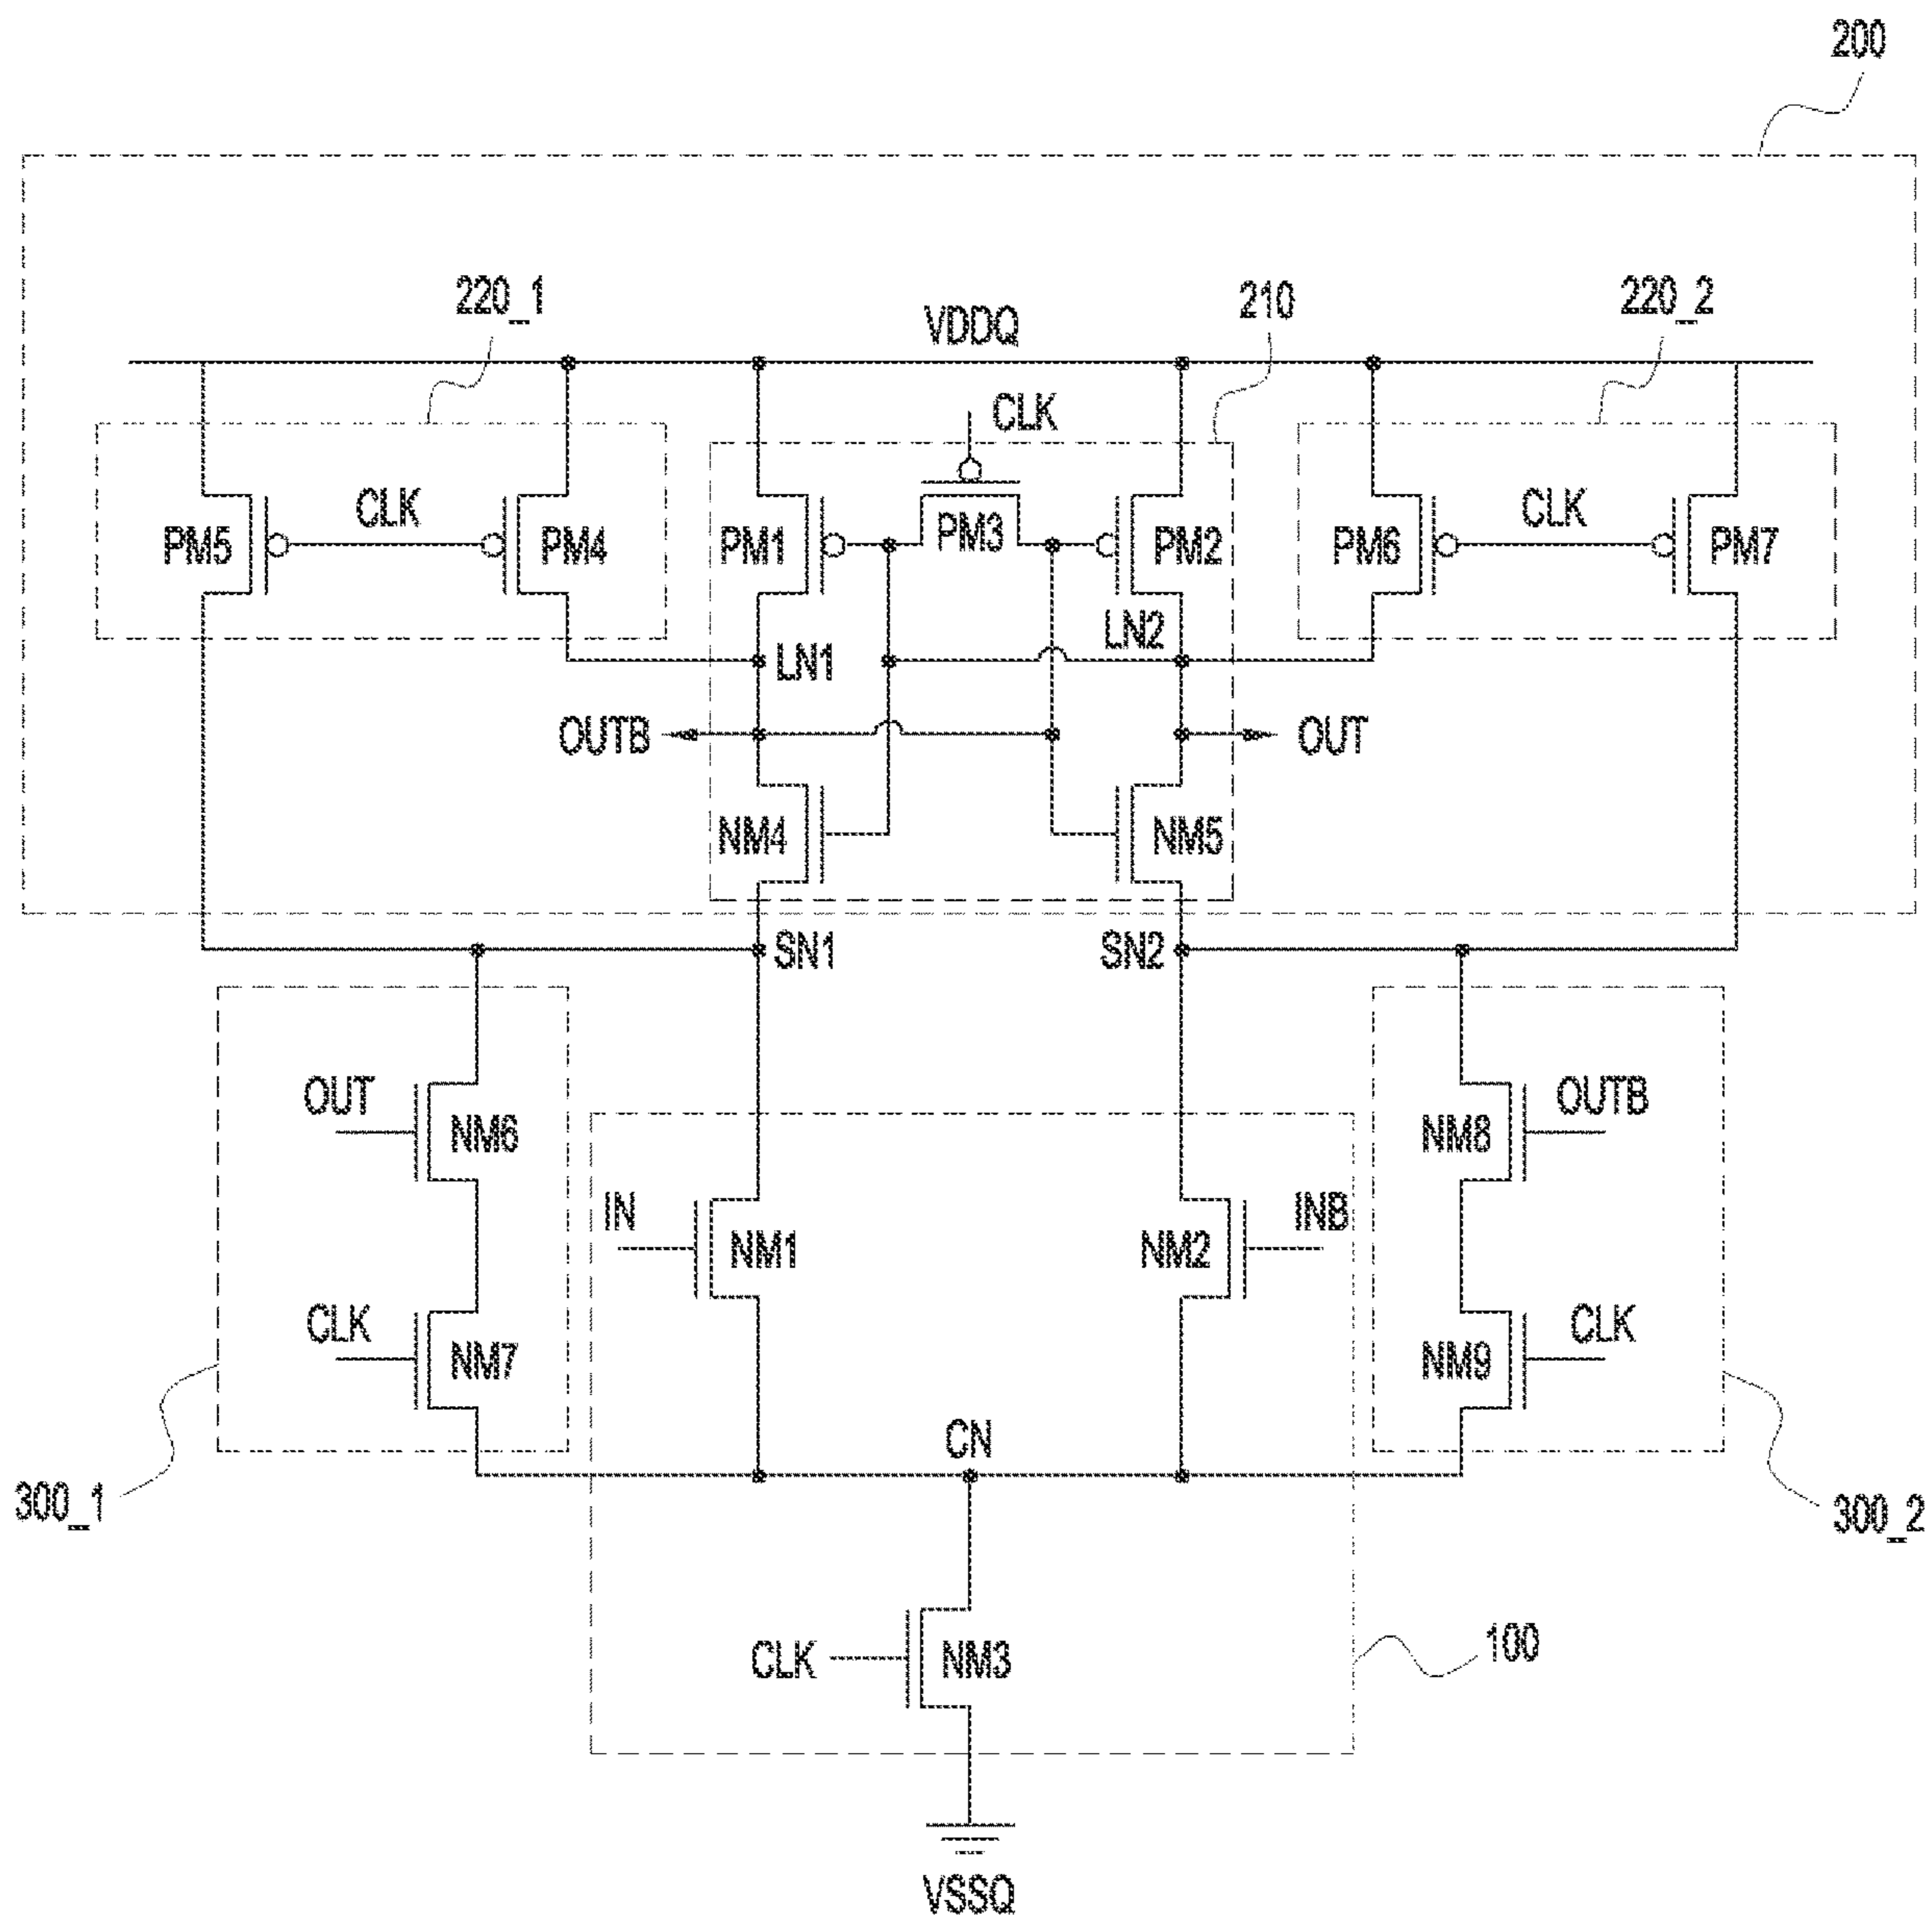 200
220_1
VDDQ
210
220_2
CLK
PM5
CLK
PM4
PM1
PM3
PM2
PM6
CLK
PM7
LN1
LN2
OUTB
OUT
NM4
NM5
SN1
SN2
OUT
NM6
OUTB
NM8
IN
NM1
INB
NM2
CLK
NM7
CLK
NM9
CN
300_1
300_2
CLK
NM3
100
VSSQ